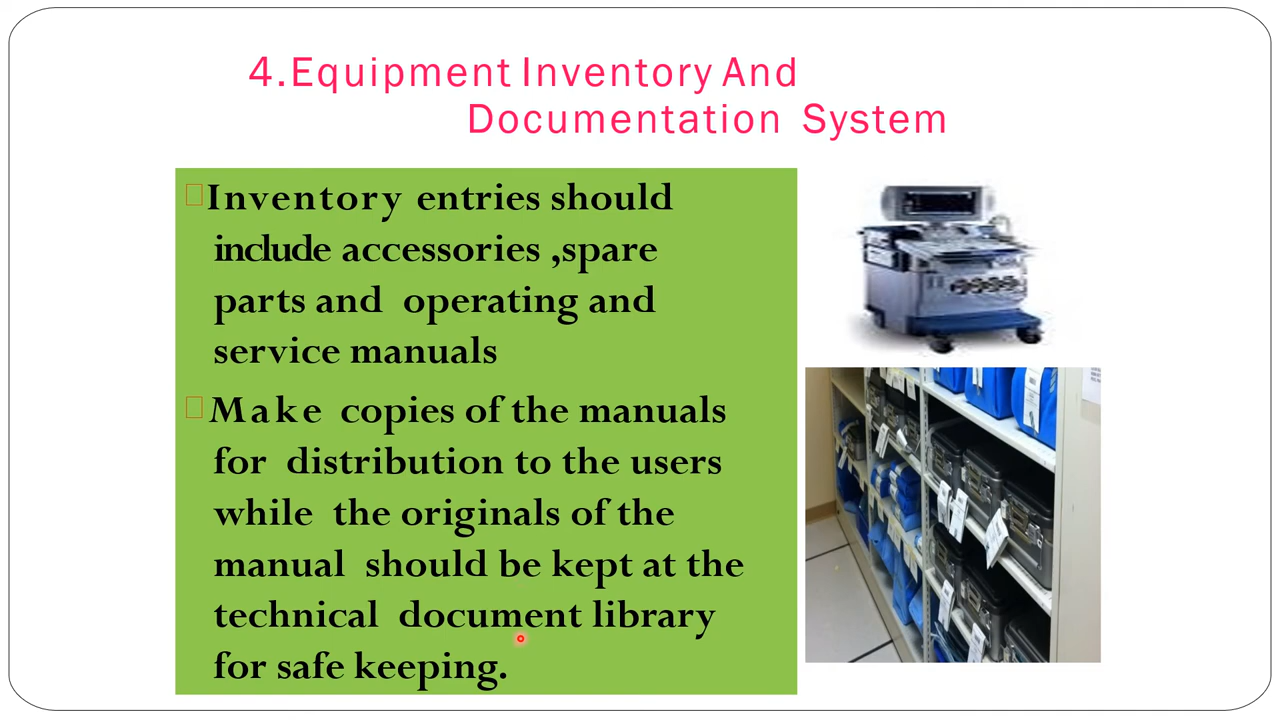 4.Equipment Inventory And
Documentation System
Inventory entries should
include accessories ,spare
parts and operating and
service manuals
Make copies of the manuals
for distribution to the users
while the originals of the
manual should be kept at the
technical document library
for safe keeping.